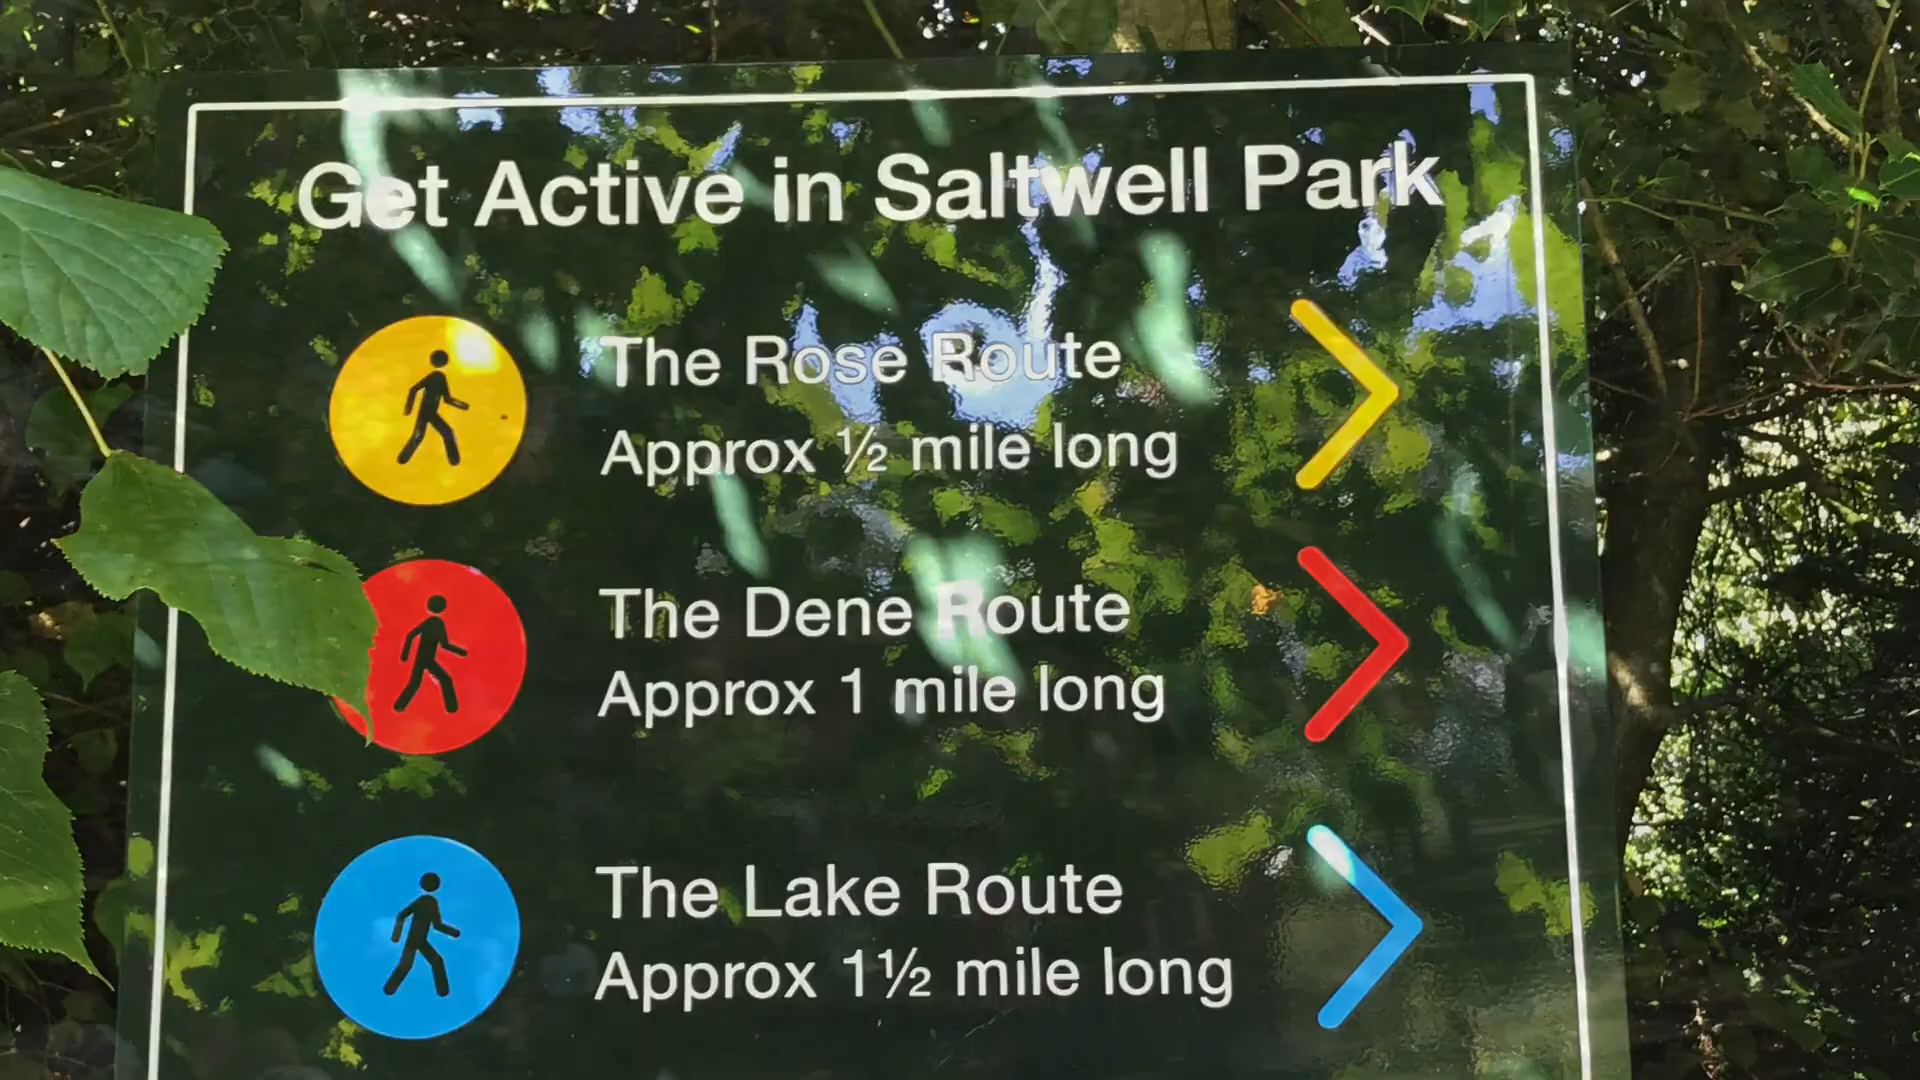 Get Active in Saltwell Park
The Rose Route
Approx ½ mile long
The Dene Route
Approx 1 mile long
The Lake Route
Approx 1½ mile long